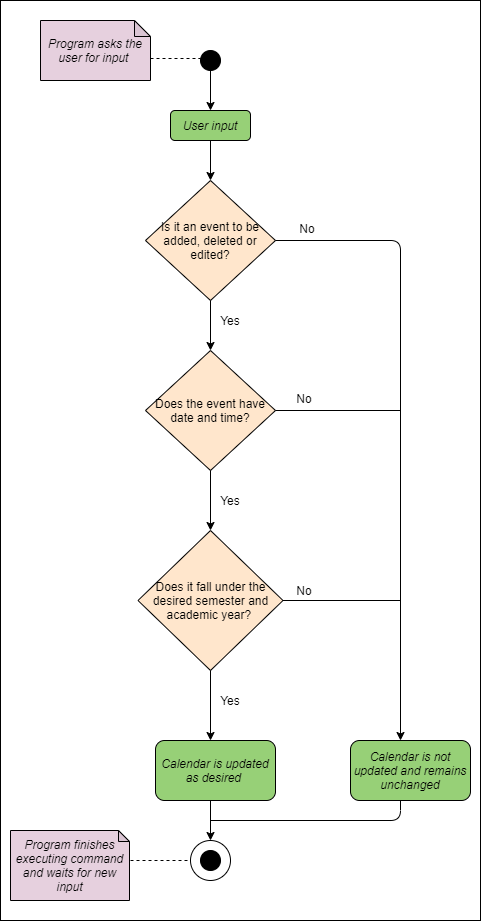 Program asks the
user for input
User input
Is it an event to be
added, deleted or
edited?
No
Yes
Does the event have
date and time?
No
Yes
Does it fall under the
desired semester and
academic year?
No
Yes
Calendar is updated
as desired
Calendar is not
updated and remains
unchanged
Program finishes
executing command
and waits for new
input